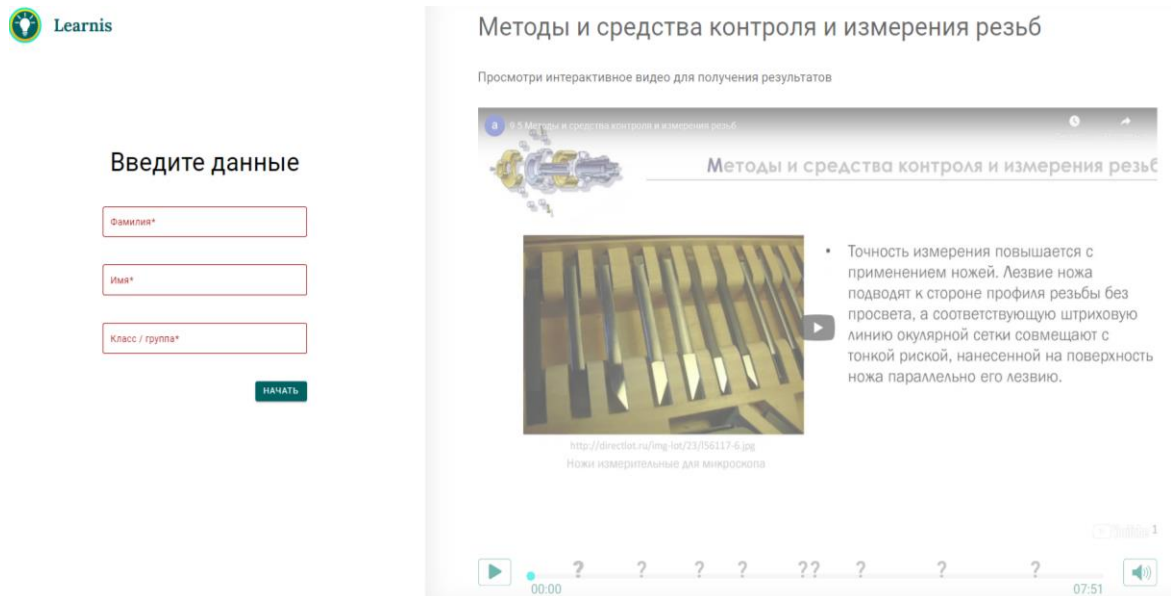 Learnis
Введите данные
Фамилия*
Имя*
Класс / группа*
НАЧАТЬ
Методы и средства контроля и измерения резьб
Просмотри интерактивное видео для получения результатов
a 9 5 Методы и средства контроля и измерения резьб
Методы и средства контроля и измерения резьб
• Точность измерения повышается с
применением ножей. Лезвие ножа
подводят к стороне профиля резьбы без
просвета, а соответствующую штриховую
линию окулярной сетки совмещают с
тонкой риской, нанесенной на поверхность
ножа параллельно его лезвию.
http://directlot.ru/img-lot/23/l56117-6.jpg
Ножи измерительные для микроскопа
1
? ? ? ? ?? ? ? ?
00:00 07:51